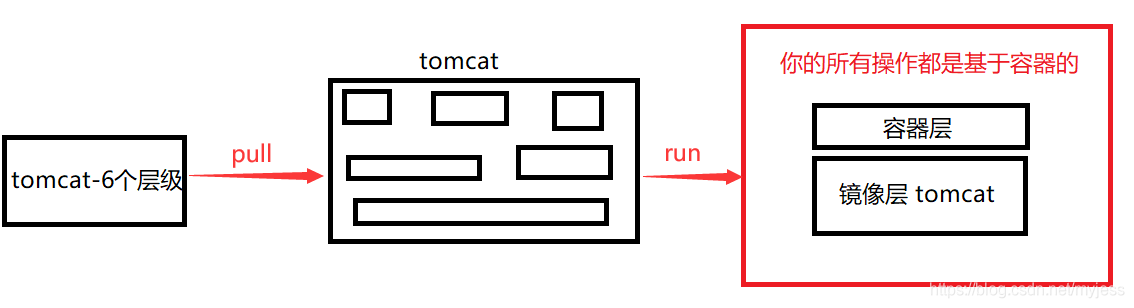 tomcat-6个层级
pull
tomcat
run
你的所有操作都是基于容器的
容器层
镜像层 tomcat
https://blog.csdn.net/myjess